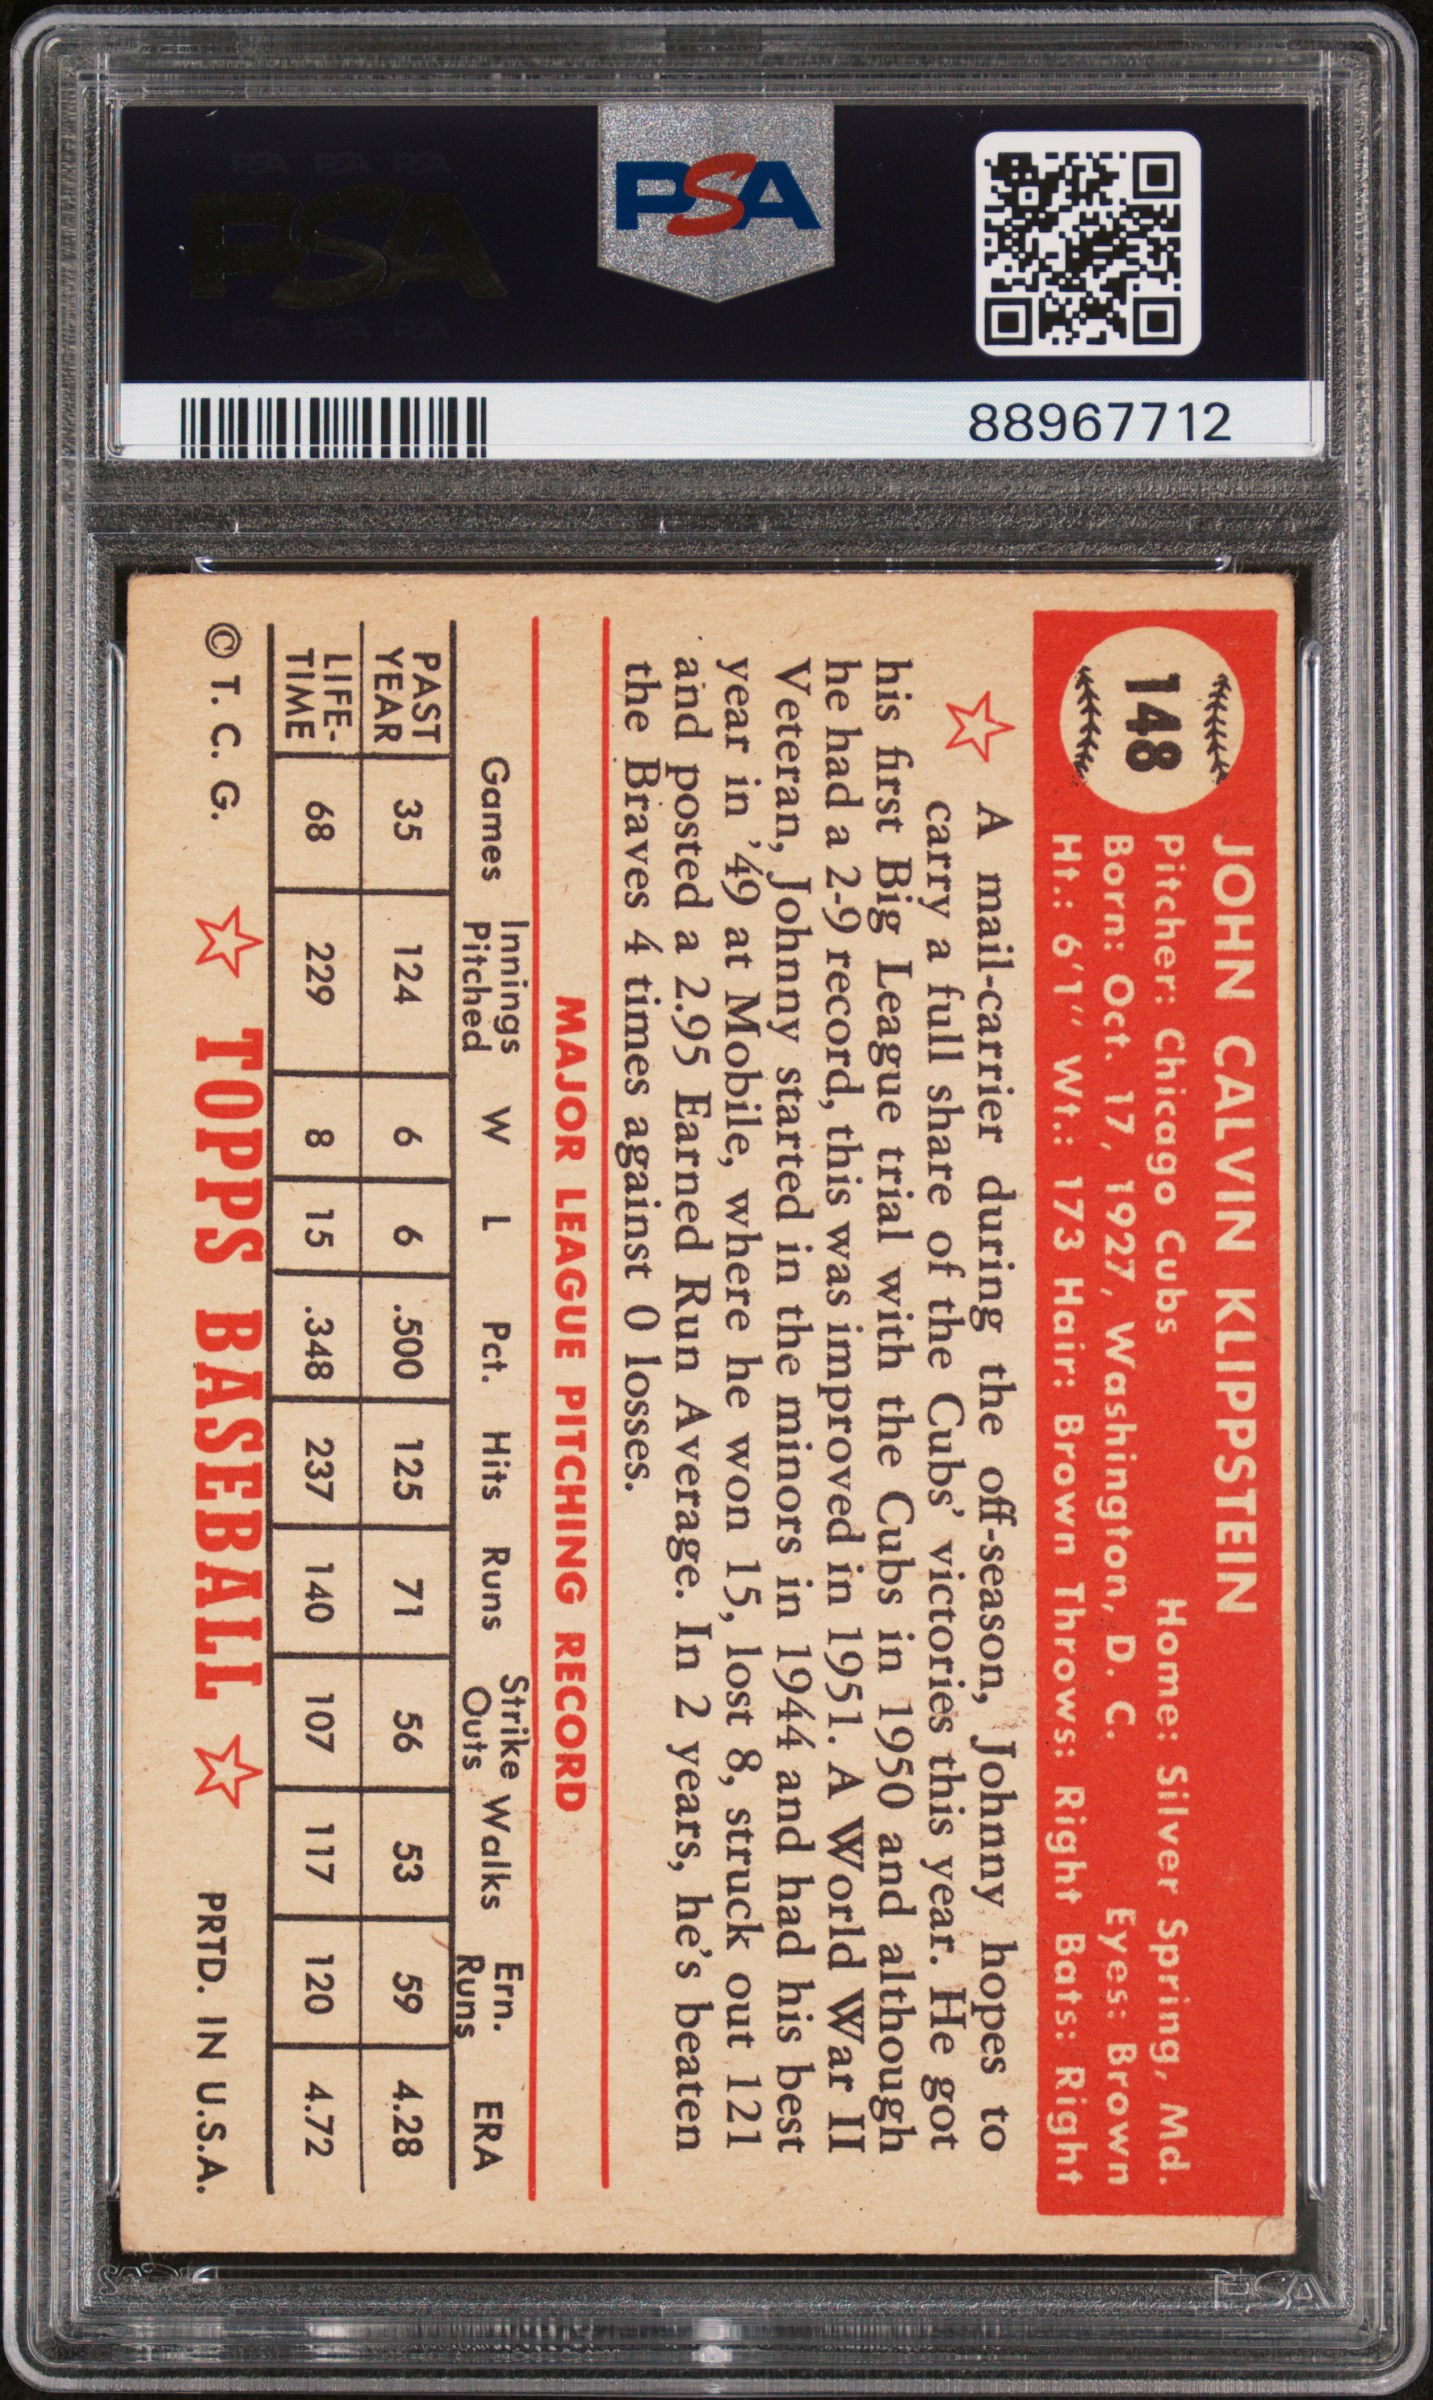 PSA PSA PSA
PSA
PSA PSA PSA
PSA
88967712
148
JOHN CALVIN KLIPPSTEIN
Pitcher: Chicago Cubs Home: Silver Spring, Md.
Born: Oct. 17, 1927, Washington, D. C. Eyes: Brown
Ht.: 6'1" Wt.: 173 Hair: Brown Throws: Right Bats: Right
A mail-carrier during the off-season, Johnny hopes to
carry a full share of the Cubs' victories this year. He got
his first Big League trial with the Cubs in 1950 and although
he had a 2-9 record, this was improved in 1951. A World War II
Veteran, Johnny started in the minors in 1944 and had his best
year in '49 at Mobile, where he won 15, lost 8, struck out 121
and posted a 2.95 Earned Run Average. In 2 years, he's beaten
the Braves 4 times against 0 losses.
MAJOR LEAGUE PITCHING RECORD
Games Innings Pitched W L Pct. Hits Runs Strike Outs Walks Ern. Runs ERA
PAST YEAR 35 124 6 6 .500 125 71 56 53 59 4.28
LIFE-TIME 68 229 8 15 .348 237 140 107 117 120 4.72
© T. C. G. ☆ TOPPS BASEBALL ☆ PRTD. IN U.S.A.
PSA